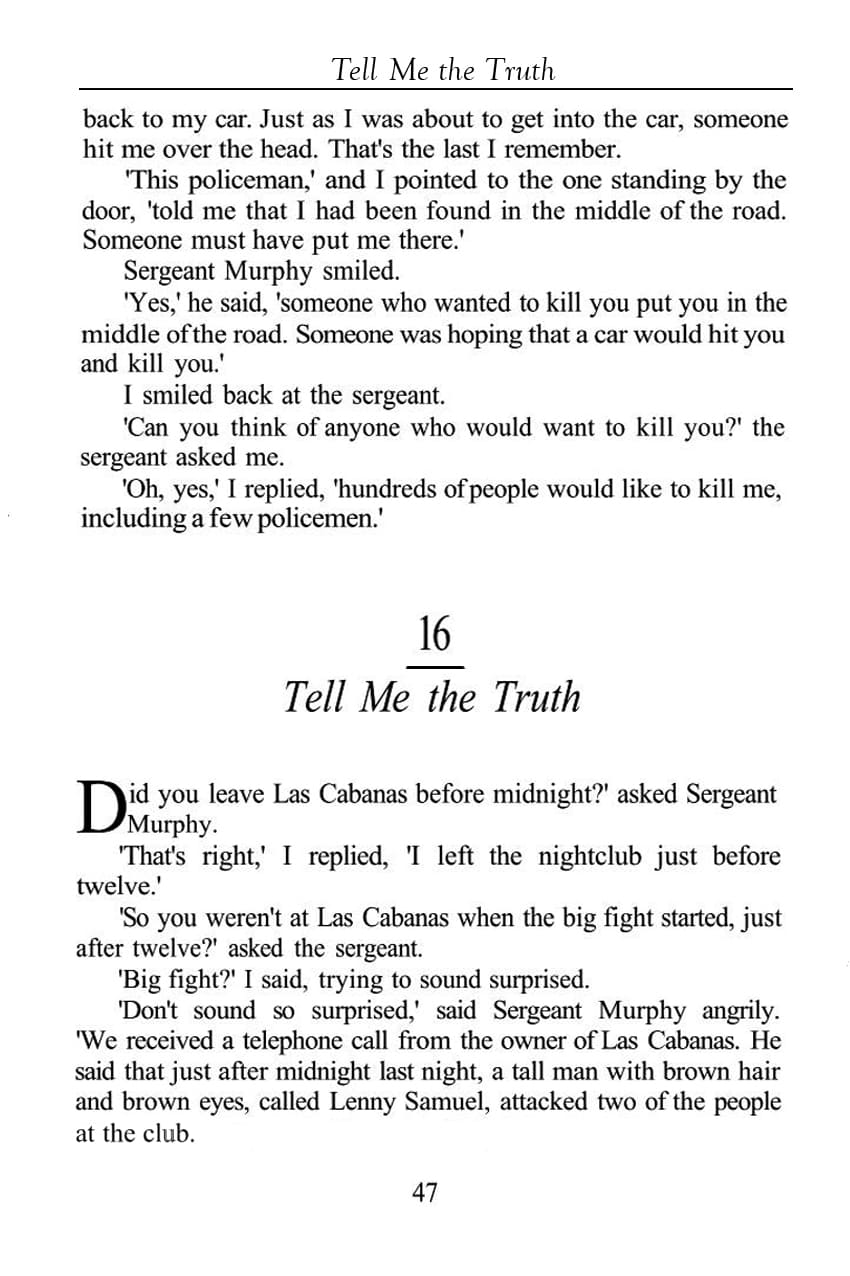 Tell Me the Truth
back to my car. Just as I was about to get into the car, someone
hit me over the head. That's the last I remember.
'This policeman,' and I pointed to the one standing by the
door, 'told me that I had been found in the middle of the road.
Someone must have put me there.'
Sergeant Murphy smiled.
'Yes,' he said, 'someone who wanted to kill you put you in the
middle of the road. Someone was hoping that a car would hit you
and kill you.'
I smiled back at the sergeant.
'Can you think of anyone who would want to kill you?' the
sergeant asked me.
'Oh, yes,' I replied, 'hundreds of people would like to kill me,
including a few policemen.'
16
Tell Me the Truth
Did you leave Las Cabanas before midnight?' asked Sergeant
Murphy.
'That's right,' I replied, 'I left the nightclub just before
twelve.'
'So you weren't at Las Cabanas when the big fight started, just
after twelve?' asked the sergeant.
'Big fight?' I said, trying to sound surprised.
'Don't sound so surprised,' said Sergeant Murphy angrily.
'We received a telephone call from the owner of Las Cabanas. He
said that just after midnight last night, a tall man with brown hair
and brown eyes, called Lenny Samuel, attacked two of the people
at the club.
47